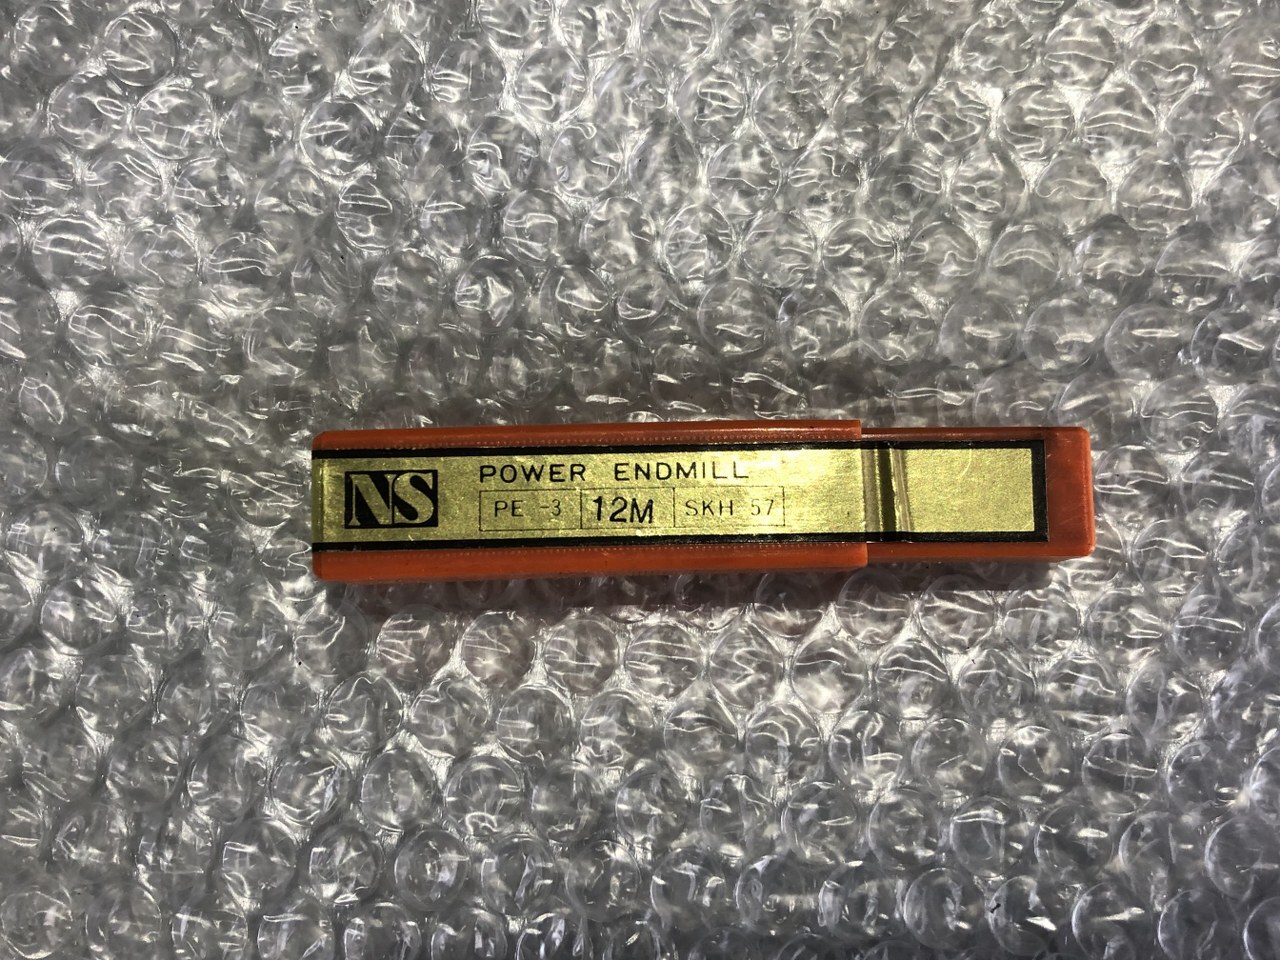 NS
POWER ENDMILL
PE -3 12M SKH 57